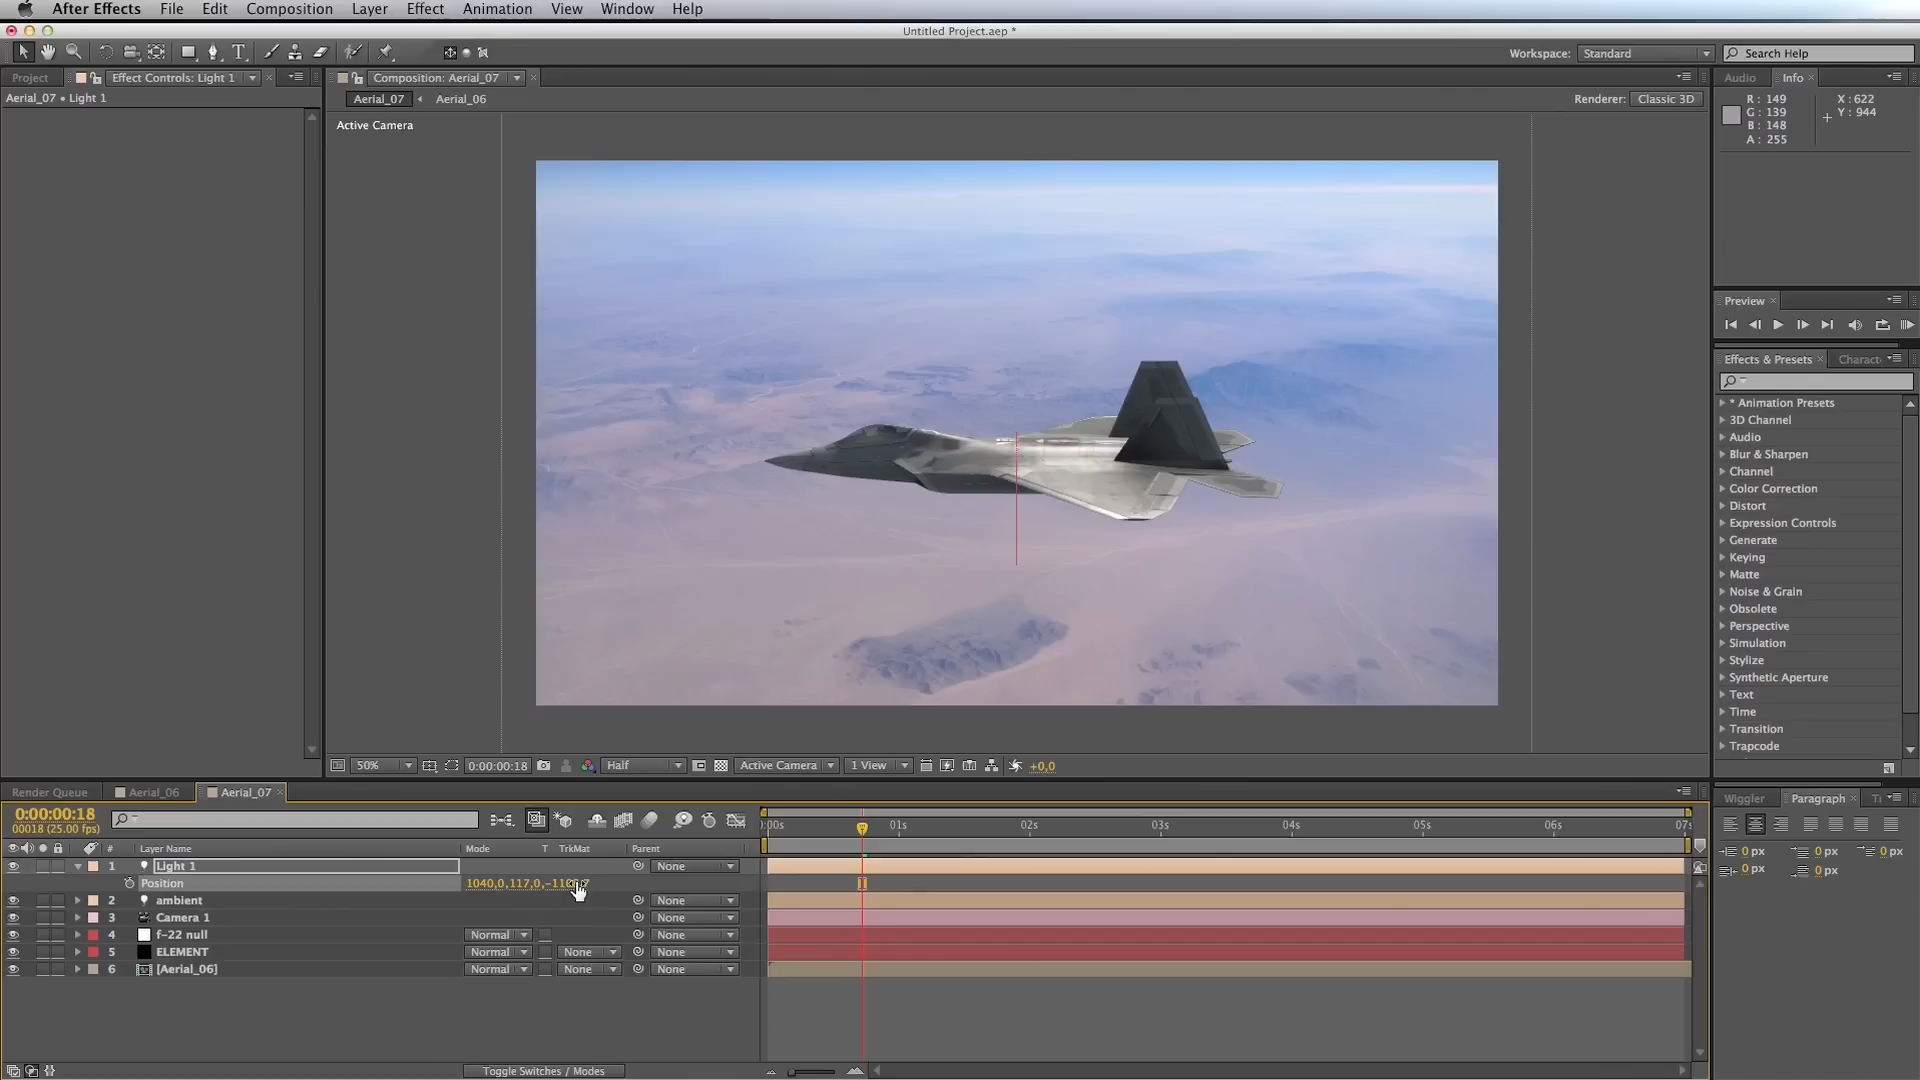 After Effects File Edit Composition Layer Effect Animation View Window Help
Untitled Project.aep *
Workspace: Standard Search Help
Project Effect Controls: Light 1 Composition: Aerial_07 Audio Info
Aerial_07 • Light 1
Aerial_07 Aerial_06 Renderer: Classic 3D
Active Camera
R: 149 X: 622
G: 139 Y: 944
B: 148
A: 255
Preview
Effects & Presets Charact
* Animation Presets
3D Channel
Audio
Blur & Sharpen
Channel
Color Correction
Distort
Expression Controls
Generate
Keying
Matte
Noise & Grain
Obsolete
Perspective
Simulation
Stylize
Synthetic Aperture
Text
Time
Transition
Trapcode
50% 0:00:00:18 Half Active Camera 1 View +0,0
Render Queue Aerial_06 Aerial_07
Wiggler Paragraph
0:00:00:18
00018 (25.00 fps)
:00s 01s 02s 03s 04s 05s 06s 07s
# Layer Name Mode T TrkMat Parent
1 Light 1 None
Position 1040,0,117,0,
2 ambient None
3 Camera 1 None
4 f-22 null Normal None
5 ELEMENT Normal None None
6 [Aerial_06] Normal None None
0 px 0 px 0 px
0 px 0 px
Toggle Switches / Modes